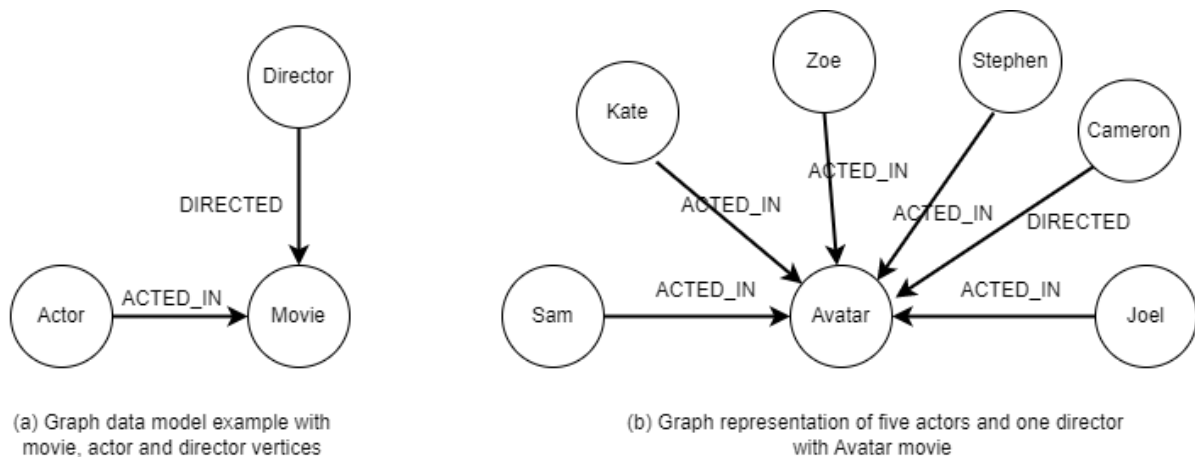 Director
DIRECTED
Actor
ACTED_IN
Movie
(a) Graph data model example with
movie, actor and director vertices
Zoe
Stephen
Kate
Cameron
ACTED_IN
ACTED_IN
ACTED_IN
DIRECTED
Sam
ACTED_IN
Avatar
ACTED_IN
Joel
(b) Graph representation of five actors and one director
with Avatar movie